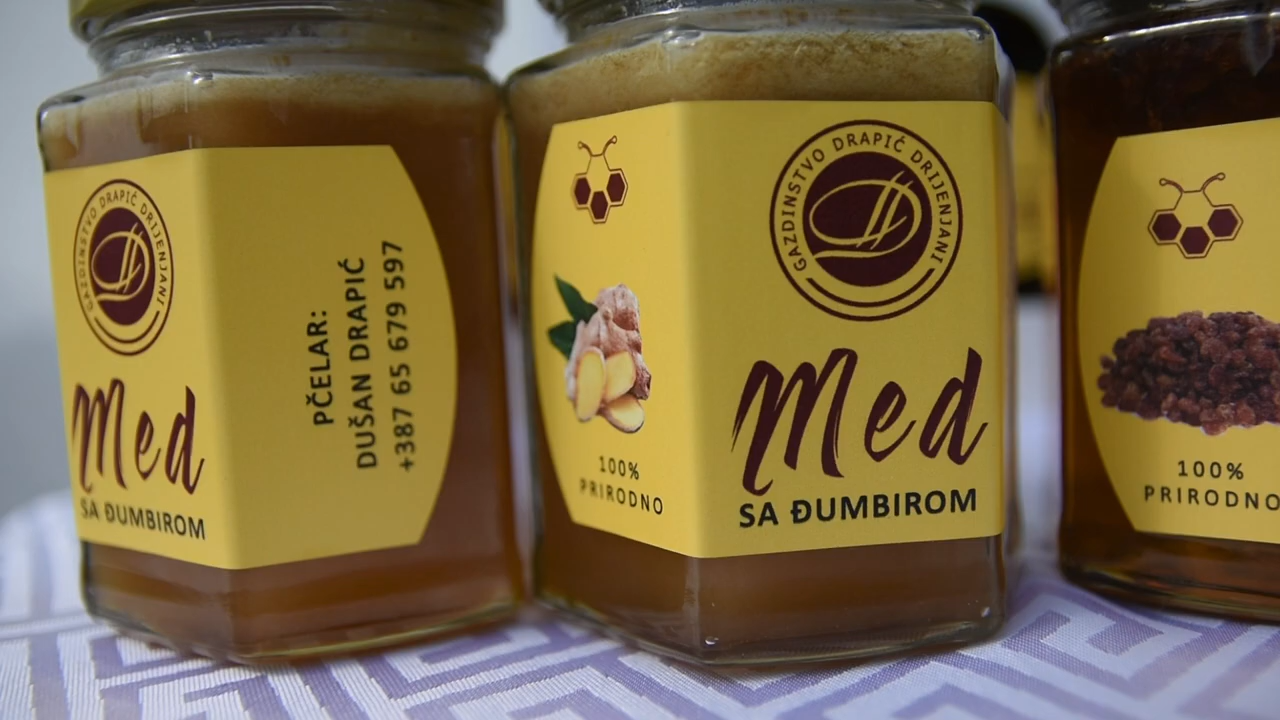 GAZDINSTVO DRAPIĆ DRIJENJANI
Med
SA ĐUMBIROM
PČELAR:
DUŠAN DRAPIĆ
+387 65 679 597
100%
PRIRODNO
GAZDINSTVO DRAPIĆ DRIJENJANI
Med
SA ĐUMBIROM
100%
PRIRODNO